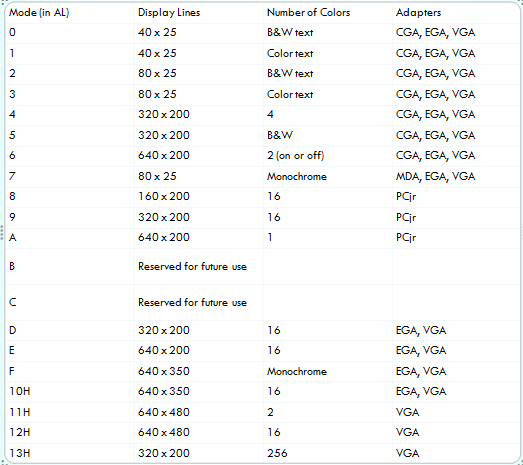 Mode (in AL) Display Lines Number of Colors Adapters
0 40 x 25 B&W text CGA, EGA, VGA
1 40 x 25 Color text CGA, EGA, VGA
2 80 x 25 B&W text CGA, EGA, VGA
3 80 x 25 Color text CGA, EGA, VGA
4 320 x 200 4 CGA, EGA, VGA
5 320 x 200 B&W CGA, EGA, VGA
6 640 x 200 2 (on or off) CGA, EGA, VGA
7 80 x 25 Monochrome MDA, EGA, VGA
8 160 x 200 16 PCjr
9 320 x 200 16 PCjr
A 640 x 200 1 PCjr
B Reserved for future use
C Reserved for future use
D 320 x 200 16 EGA, VGA
E 640 x 200 16 EGA, VGA
F 640 x 350 Monochrome EGA, VGA
10H 640 x 350 16 EGA, VGA
11H 640 x 480 2 VGA
12H 640 x 480 16 VGA
13H 320 x 200 256 VGA